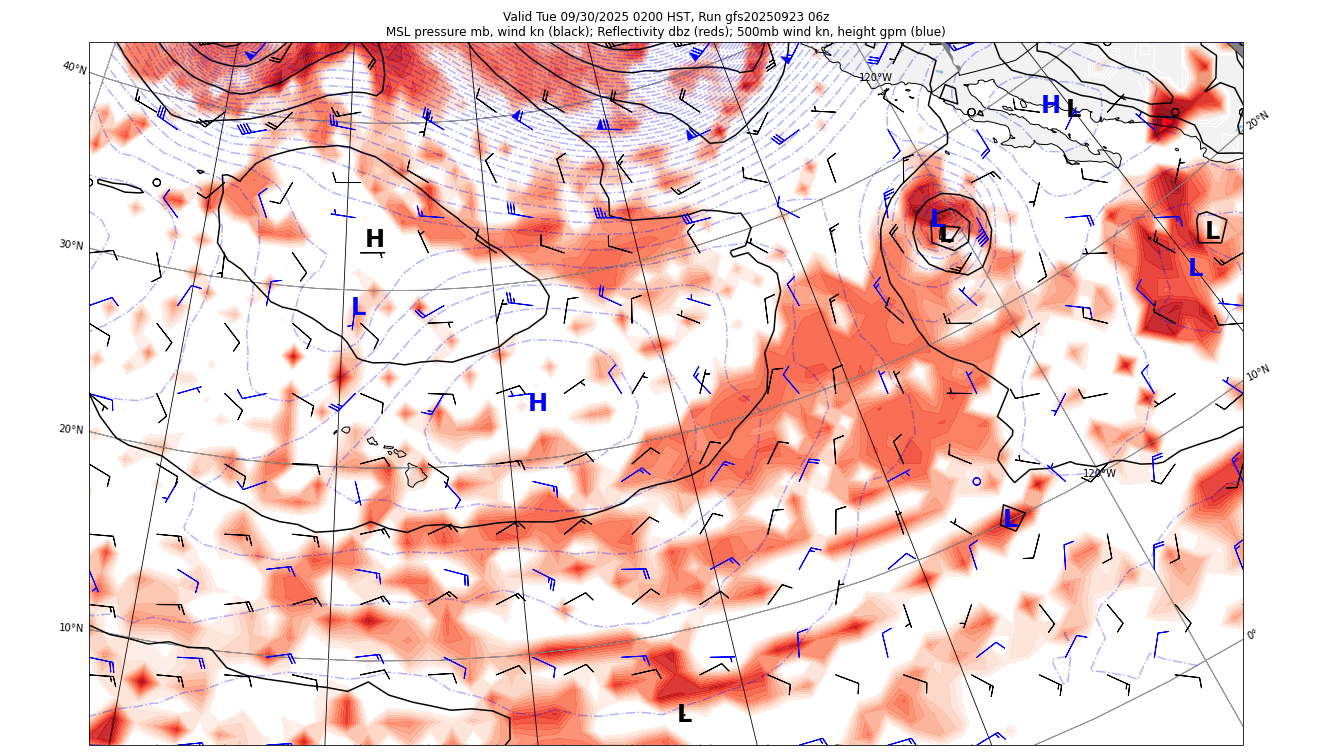 Valid Tue 09/30/2025 0200 HST, Run gfs20250923 06z
MSL pressure mb, wind kn (black); Reflectivity dbz (reds); 500mb wind kn, height gpm (blue)
40°N
120°W
H L
20°N
L
L
H
L
30°N
L
L
10°N
H
20°N
120°W
L
10°N
0°
L